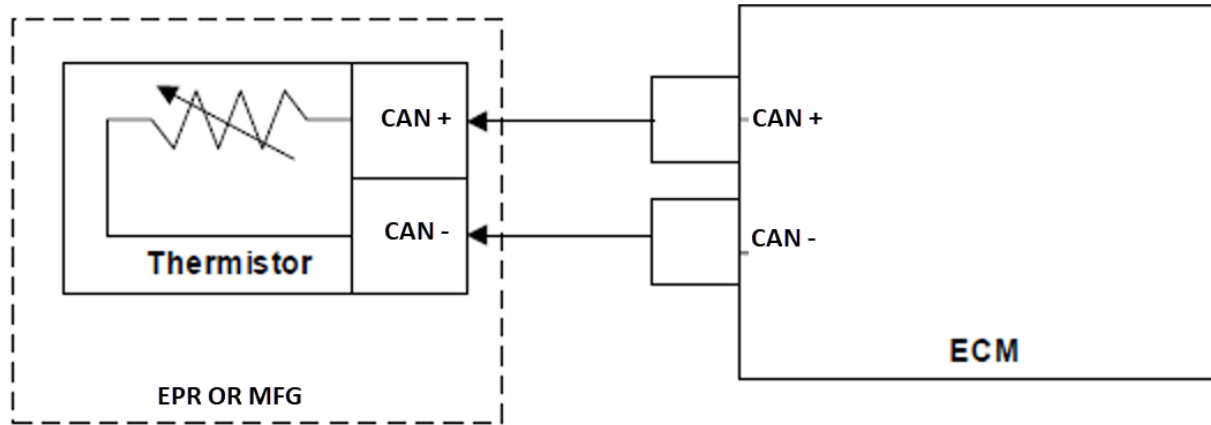 CAN +
CAN +
CAN -
CAN -
Thermistor
ECM
EPR OR MFG